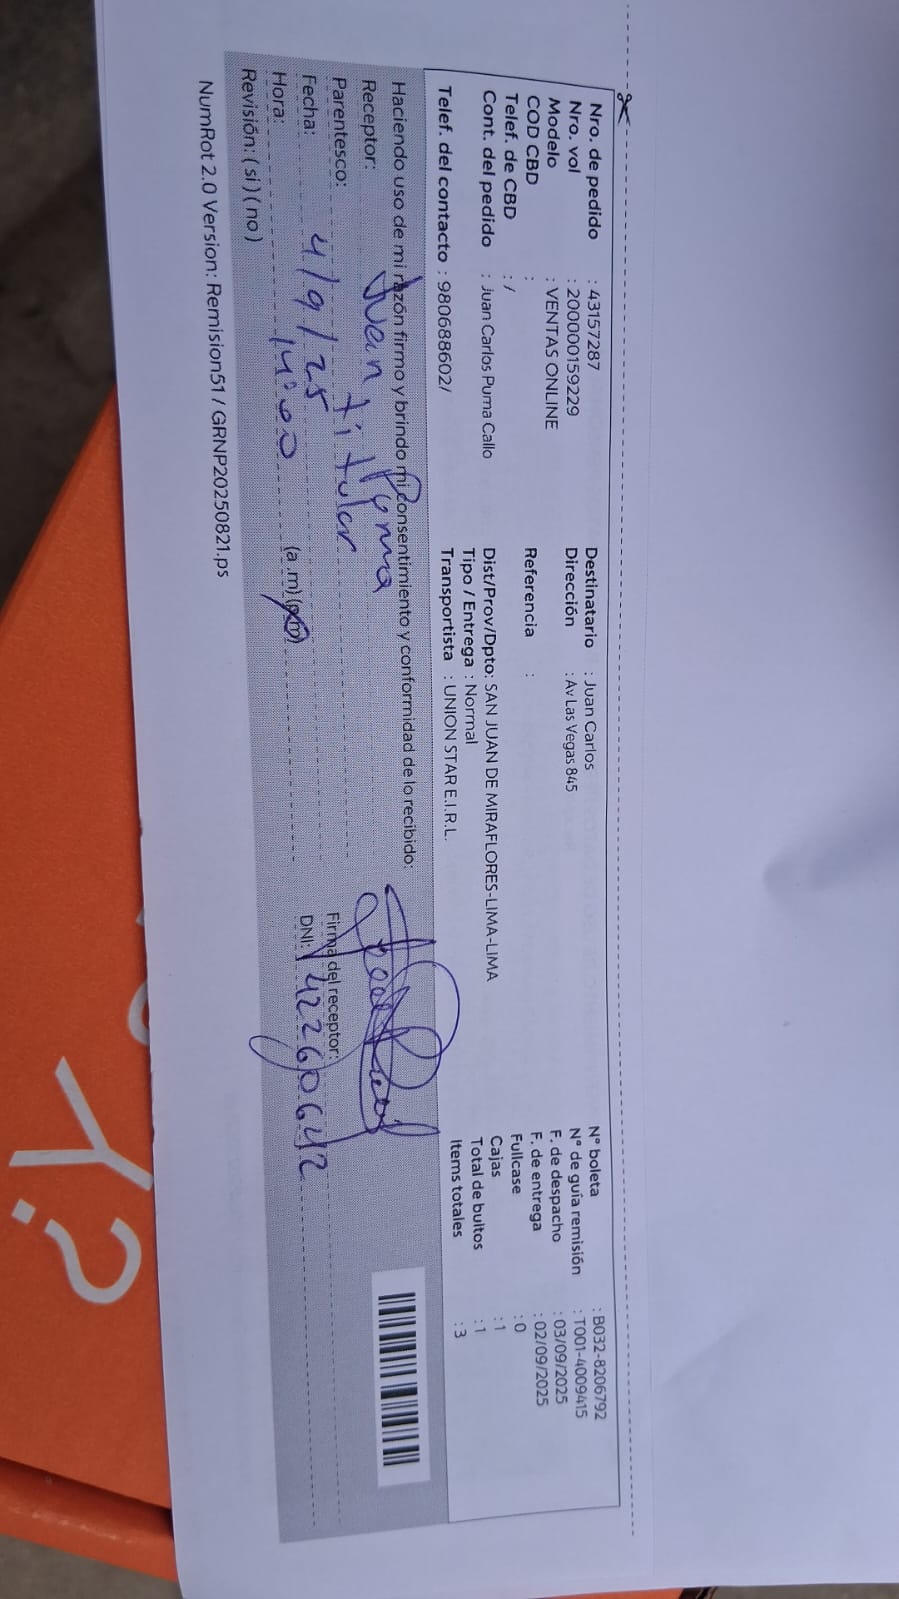 Nro. de pedido : 43157287 Destinatario : Juan Carlos N° boleta : B032-8206792
Nro. vol : 200000159229 Dirección : Av Las Vegas 845 N° de guía remisión : T001-4009415
Modelo : VENTAS ONLINE F. de despacho : 03/09/2025
COD CBD : Referencia : F. de entrega : 02/09/2025
Telef. de CBD : / Fullcase : 0
Cont. del pedido : Juan Carlos Puma Callo Dist/Prov/Dpto: SAN JUAN DE MIRAFLORES-LIMA-LIMA Cajas : 1
Tipo / Entrega : Normal Total de bultos : 1
Telef. del contacto : 980688602/ Transportista : UNION STAR E.I.R.L. Items totales : 3
Haciendo uso de mi razón firmo y brindo mi consentimiento y conformidad de lo recibido:
Receptor: Juan Puma
Parentesco: titular Firma del receptor:
Fecha: 4/9/25 DNI: 42260642
Hora: 14:00 (a.m) (p.m)
Revisión: (si) (no)
NumRot 2.0 Version: Remision51 / GRNP20250821.ps
Y?